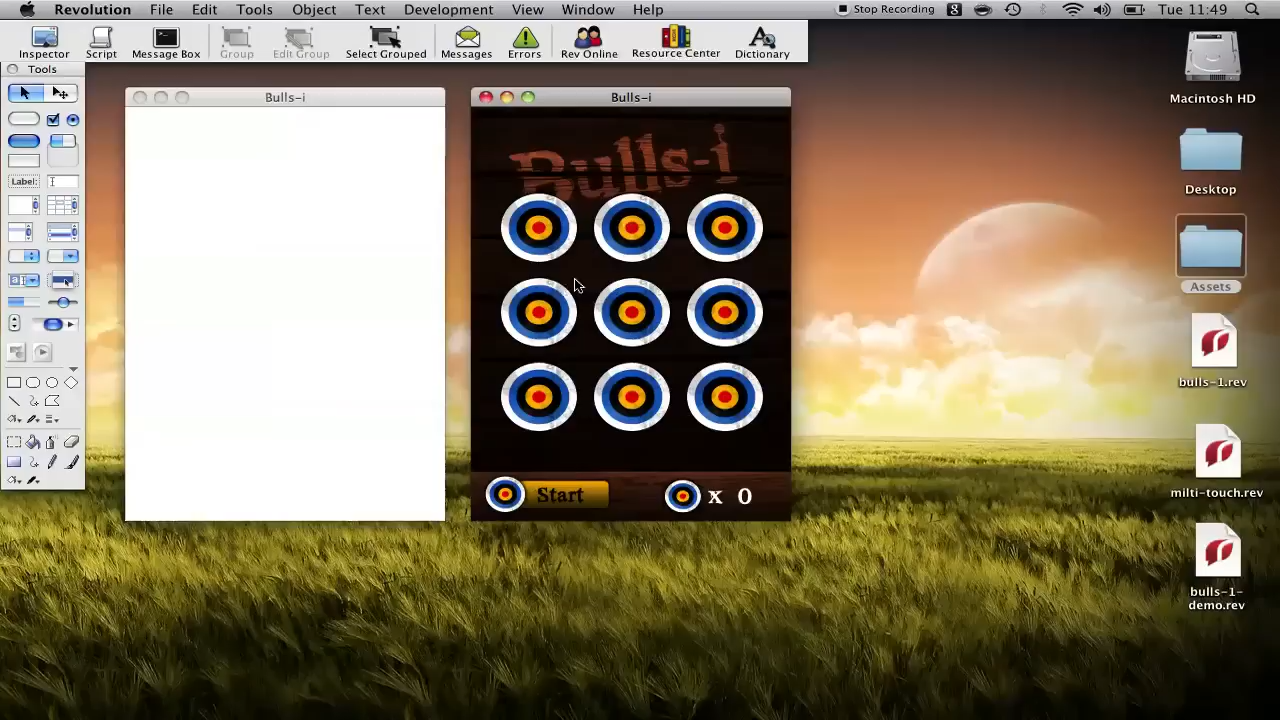 Revolution File Edit Tools Object Text Development View Window Help Stop Recording Tue 11:49
Inspector Script Message Box Group Edit Group Select Grouped Messages Errors Rev Online Resource Center Dictionary
Tools
Label:
Bulls-i
Bulls-i
Bulls-i
Start
x 0
Macintosh HD
Desktop
Assets
bulls-1.rev
milti-touch.rev
bulls-1-
demo.rev